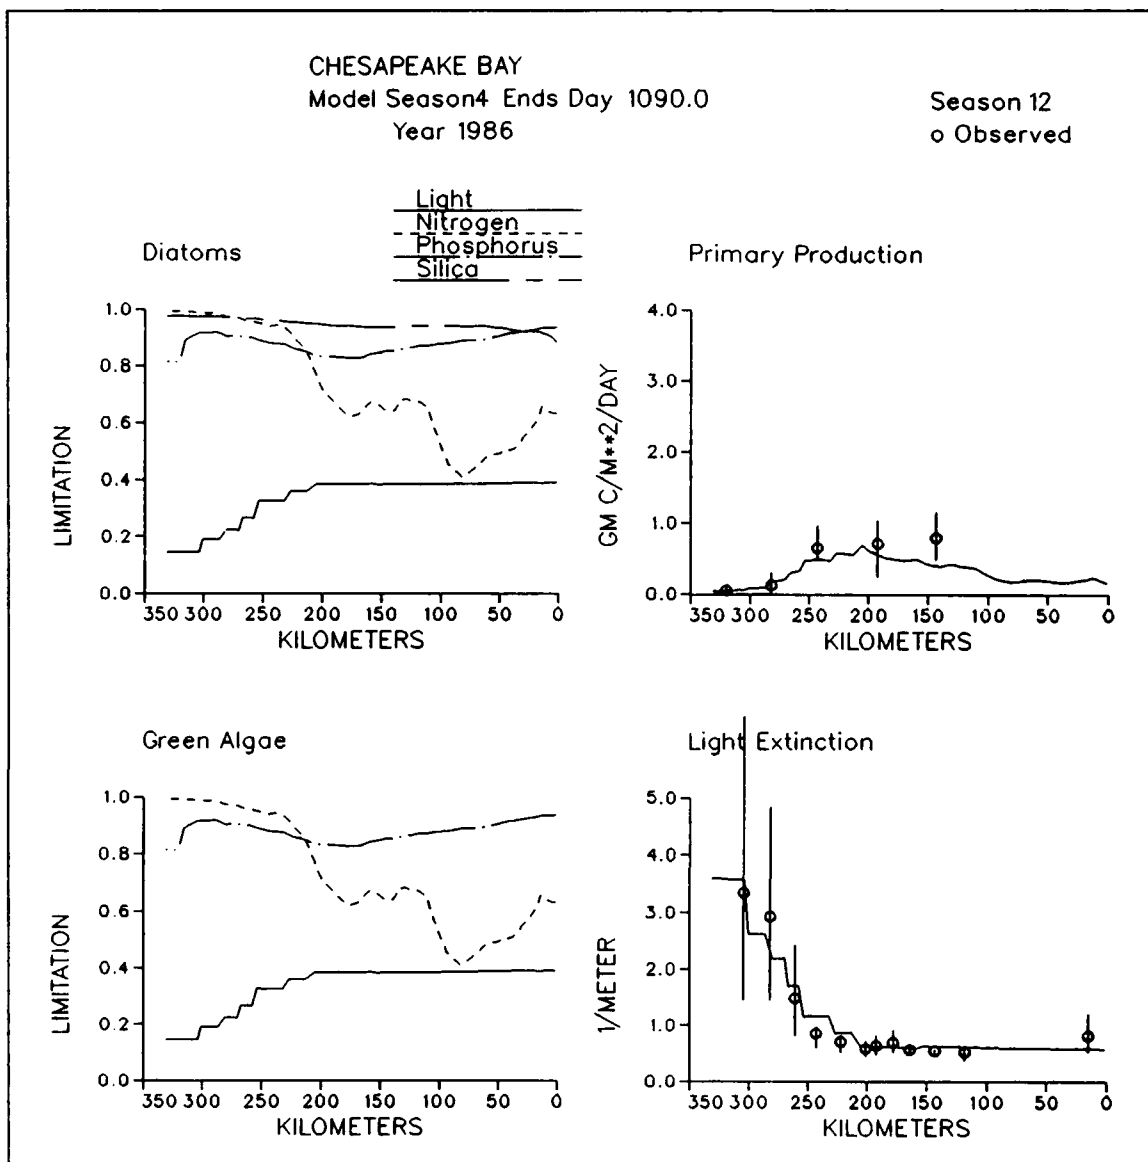 CHESAPEAKE BAY
Model Season4 Ends Day 1090.0
Year 1986
Season 12
o Observed
Light
Nitrogen
Phosphorus
Silica
Diatoms
LIMITATION
1.0
0.8
0.6
0.4
0.2
0.0
350 300 250 200 150 100 50 0
KILOMETERS
Primary Production
GM C/M**2/DAY
4.0
3.0
2.0
1.0
0.0
350 300 250 200 150 100 50 0
KILOMETERS
Green Algae
LIMITATION
1.0
0.8
0.6
0.4
0.2
0.0
350 300 250 200 150 100 50 0
KILOMETERS
Light Extinction
1/METER
5.0
4.0
3.0
2.0
1.0
0.0
350 300 250 200 150 100 50 0
KILOMETERS